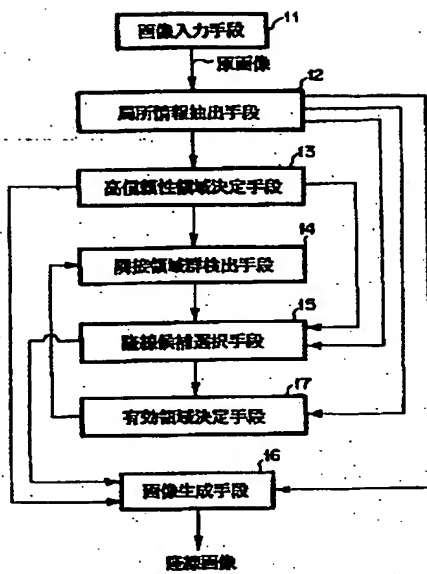 画像入力手段
11
原画像
12
局所情報抽出手段
13
高信頼性領域決定手段
14
隣接領域群検出手段
15
隆線候補選択手段
17
有効領域決定手段
16
画像生成手段
隆線画像